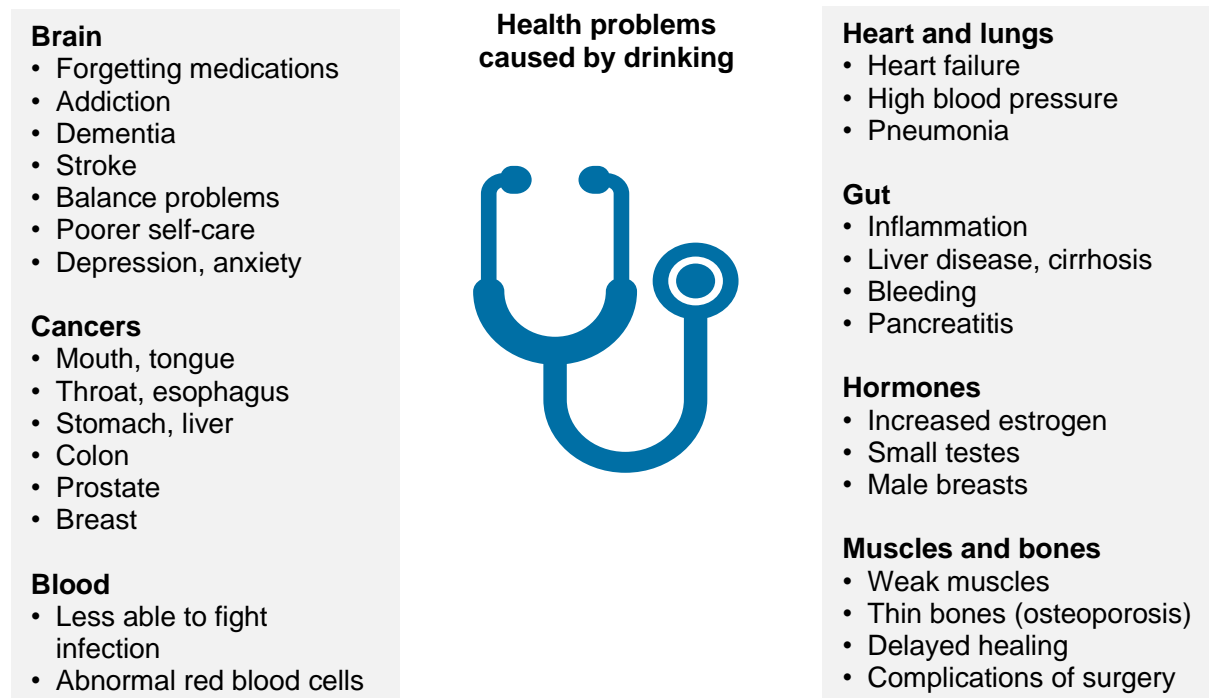 Health problems
caused by drinking
Brain
• Forgetting medications
• Addiction
• Dementia
• Stroke
• Balance problems
• Poorer self-care
• Depression, anxiety
Cancers
• Mouth, tongue
• Throat, esophagus
• Stomach, liver
• Colon
• Prostate
• Breast
Blood
• Less able to fight
infection
• Abnormal red blood cells
Heart and lungs
• Heart failure
• High blood pressure
• Pneumonia
Gut
• Inflammation
• Liver disease, cirrhosis
• Bleeding
• Pancreatitis
Hormones
• Increased estrogen
• Small testes
• Male breasts
Muscles and bones
• Weak muscles
• Thin bones (osteoporosis)
• Delayed healing
• Complications of surgery